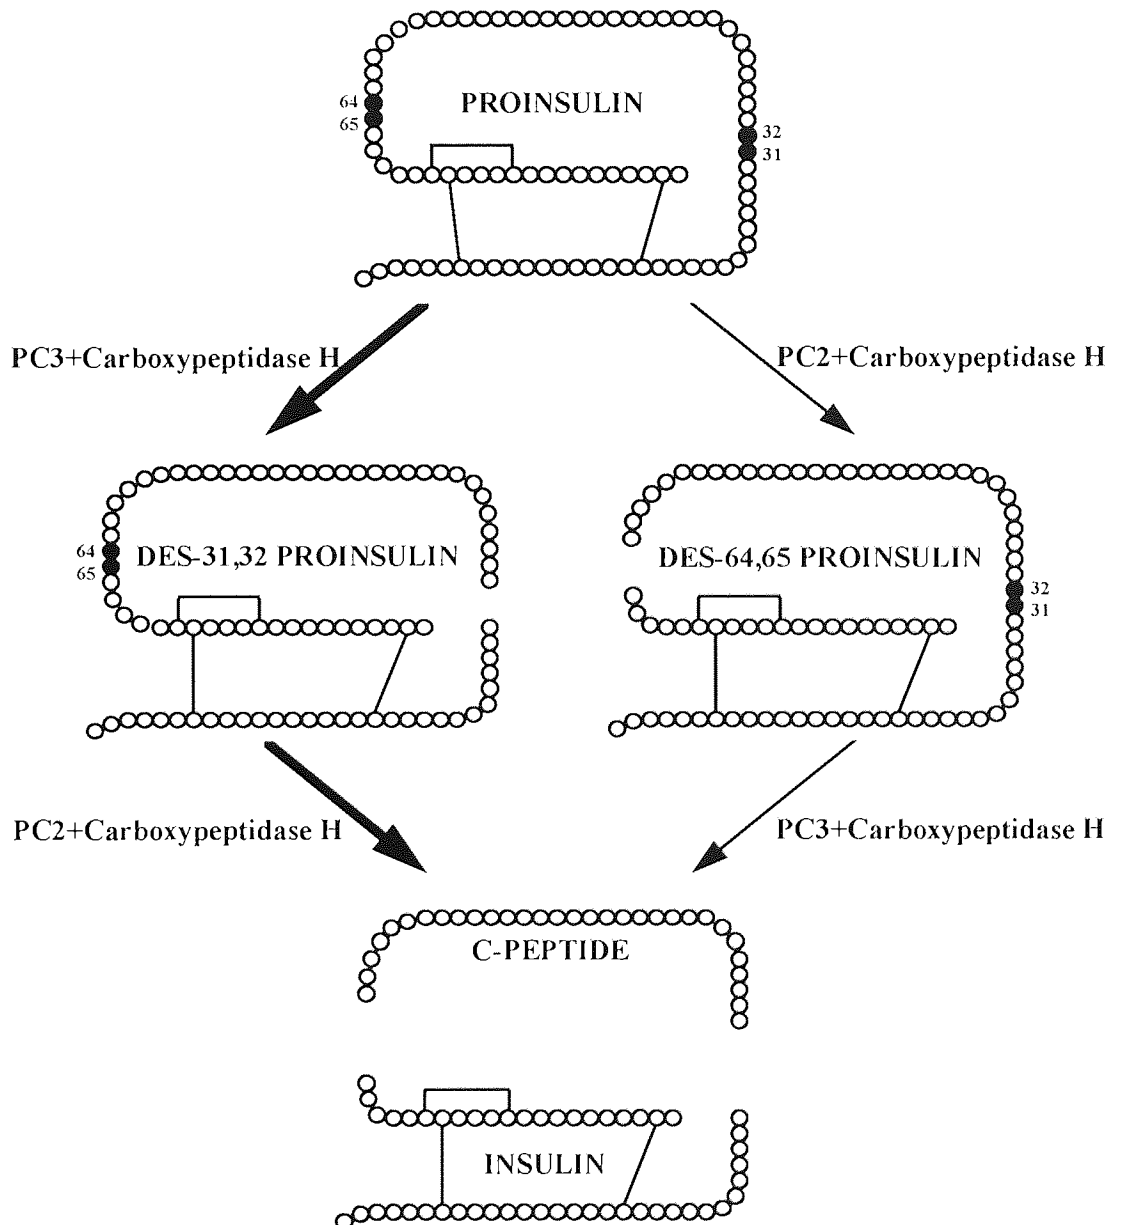 64
65
PROINSULIN
32
31
PC3+Carboxypeptidase H
PC2+Carboxypeptidase H
64
65
DES-31,32 PROINSULIN
DES-64,65 PROINSULIN
32
31
PC2+Carboxypeptidase H
PC3+Carboxypeptidase H
C-PEPTIDE
INSULIN